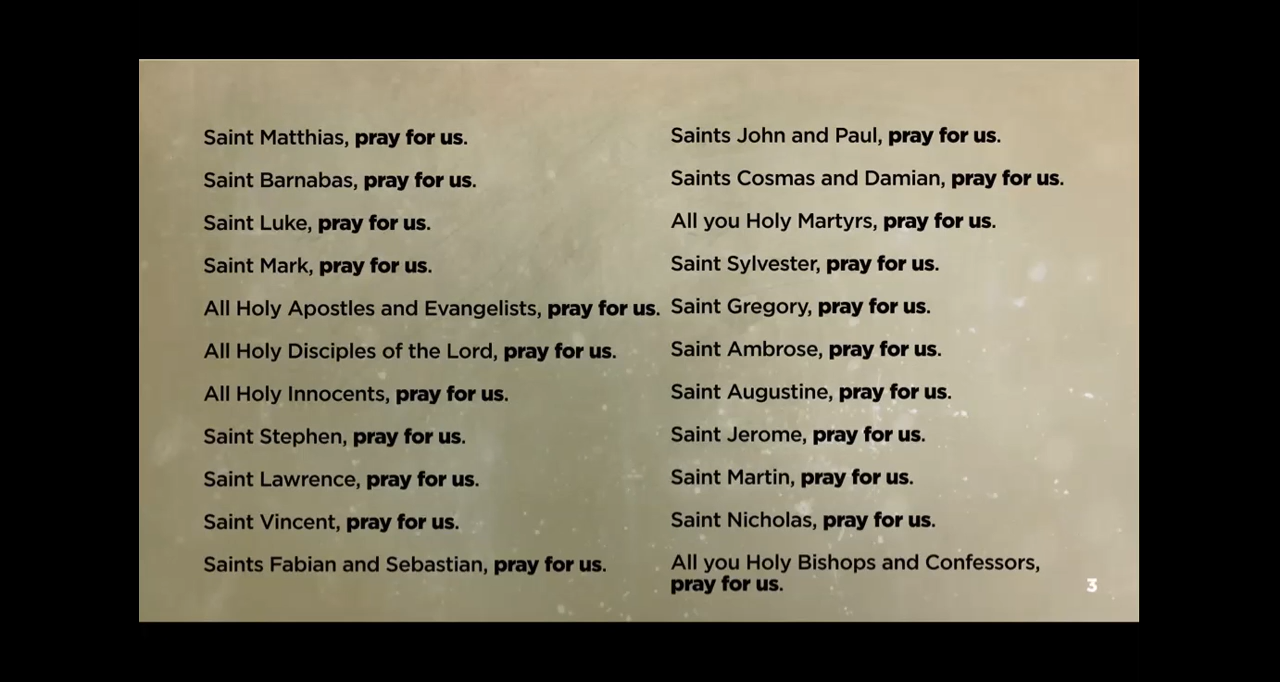 Saint Matthias, pray for us.
Saint Barnabas, pray for us.
Saint Luke, pray for us.
Saint Mark, pray for us.
All Holy Apostles and Evangelists, pray for us.
All Holy Disciples of the Lord, pray for us.
All Holy Innocents, pray for us.
Saint Stephen, pray for us.
Saint Lawrence, pray for us.
Saint Vincent, pray for us.
Saints Fabian and Sebastian, pray for us.
Saints John and Paul, pray for us.
Saints Cosmas and Damian, pray for us.
All you Holy Martyrs, pray for us.
Saint Sylvester, pray for us.
Saint Gregory, pray for us.
Saint Ambrose, pray for us.
Saint Augustine, pray for us.
Saint Jerome, pray for us.
Saint Martin, pray for us.
Saint Nicholas, pray for us.
All you Holy Bishops and Confessors,
pray for us.
3